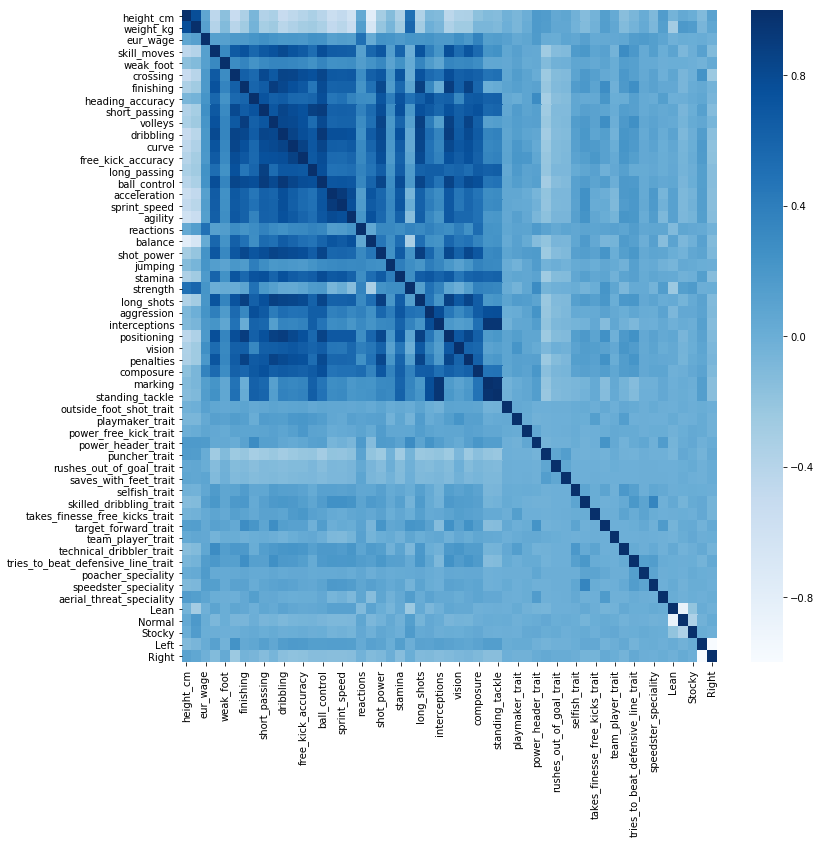 height_cm
weight_kg
eur_wage
skill_moves
weak_foot
crossing
finishing
heading_accuracy
short_passing
volleys
dribbling
curve
free_kick_accuracy
long_passing
ball_control
acceleration
sprint_speed
agility
reactions
balance
shot_power
jumping
stamina
strength
long_shots
aggression
interceptions
positioning
vision
penalties
composure
marking
standing_tackle
outside_foot_shot_trait
playmaker_trait
power_free_kick_trait
power_header_trait
puncher_trait
rushes_out_of_goal_trait
saves_with_feet_trait
selfish_trait
skilled_dribbling_trait
takes_finesse_free_kicks_trait
target_forward_trait
team_player_trait
technical_dribbler_trait
tries_to_beat_defensive_line_trait
poacher_speciality
speedster_speciality
aerial_threat_speciality
Lean
Normal
Stocky
Left
Right
height_cm
eur_wage
weak_foot
finishing
short_passing
dribbling
free_kick_accuracy
ball_control
sprint_speed
reactions
shot_power
stamina
long_shots
interceptions
vision
composure
standing_tackle
playmaker_trait
power_header_trait
rushes_out_of_goal_trait
selfish_trait
takes_finesse_free_kicks_trait
team_player_trait
tries_to_beat_defensive_line_trait
speedster_speciality
Lean
Stocky
Right
0.8
0.4
0.0
−0.4
−0.8